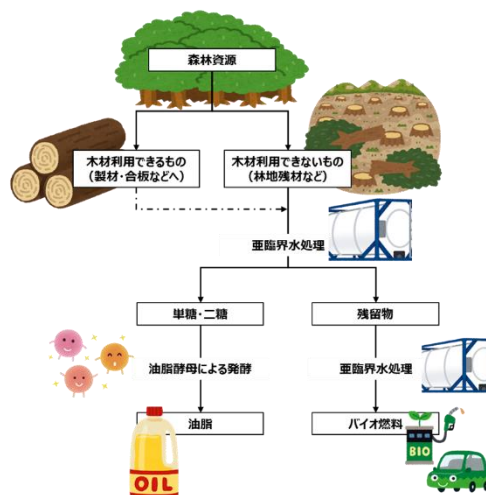 森林資源
木材利用できるもの
(製材・合板などへ)
木材利用できないもの
(林地残材など)
亜臨界水処理
単糖・二糖
残留物
油脂酵母による発酵
亜臨界水処理
油脂
バイオ燃料
BIO
OIL